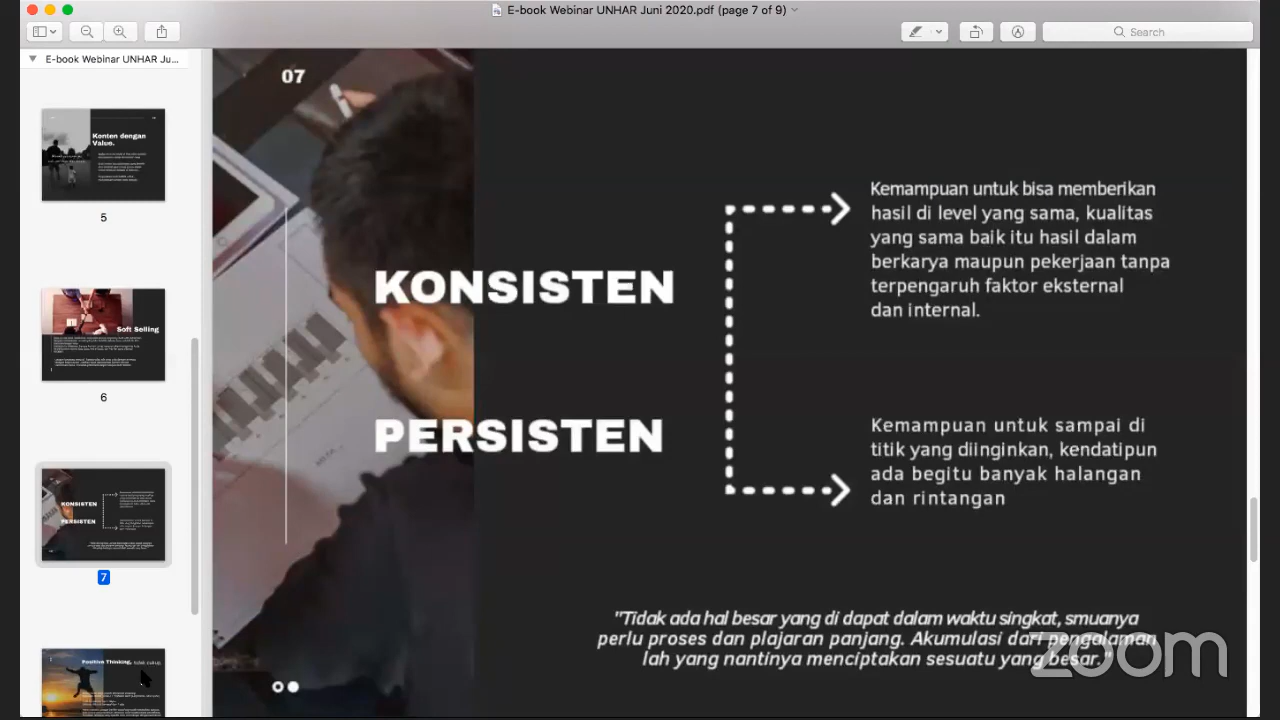 E-book Webinar UNHAR Juni 2020.pdf (page 7 of 9)
Search
E-book Webinar UNHAR Ju...
Konten dengan
Value.
5
Soft Selling
6
KONSISTEN
PERSISTEN
7
Positive Thinking, tidak cukup.
07
KONSISTEN
PERSISTEN
Kemampuan untuk bisa memberikan
hasil di level yang sama, kualitas
yang sama baik itu hasil dalam
berkarya maupun pekerjaan tanpa
terpengaruh faktor eksternal
dan internal.
Kemampuan untuk sampai di
titik yang diinginkan, kendatipun
ada begitu banyak halangan
dan rintangan
"Tidak ada hal besar yang di dapat dalam waktu singkat, smuanya
perlu proses dan plajaran panjang. Akumulasi dari pengalaman
lah yang nantinya menciptakan sesuatu yang besar."
zoom